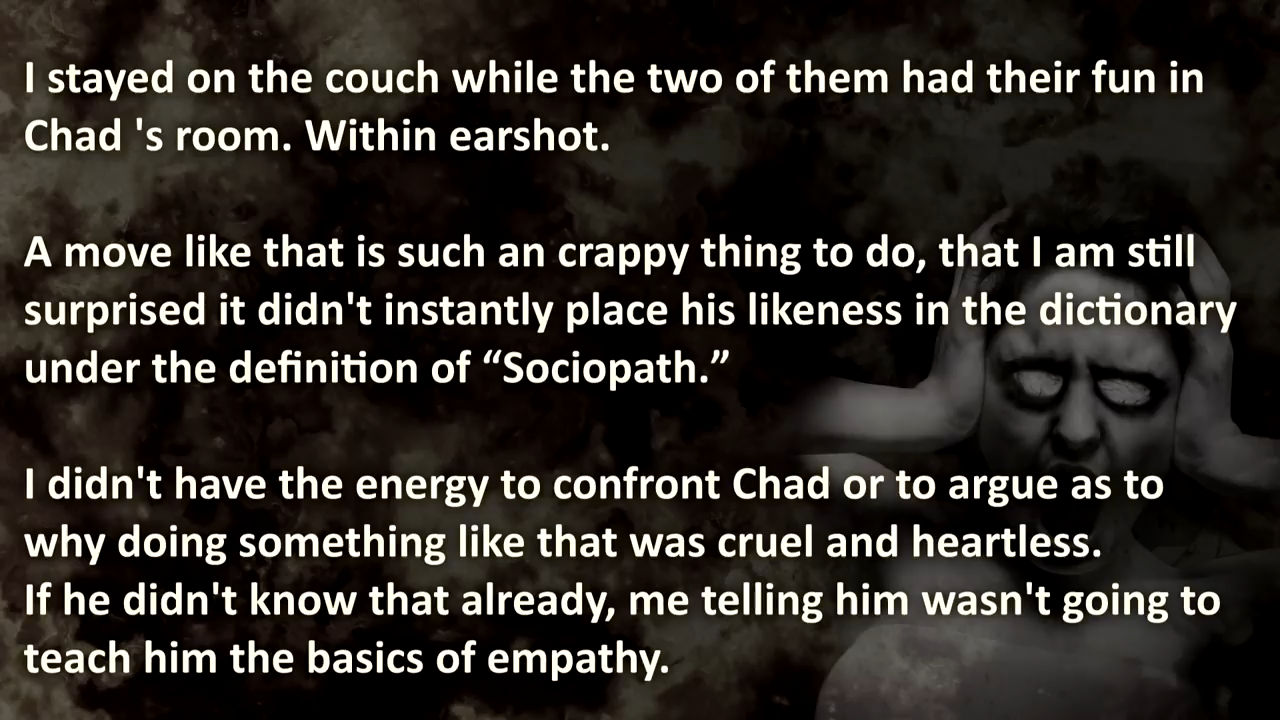 I stayed on the couch while the two of them had their fun in
Chad 's room. Within earshot.
A move like that is such an crappy thing to do, that I am still
surprised it didn't instantly place his likeness in the dictionary
under the definition of “Sociopath.”
I didn't have the energy to confront Chad or to argue as to
why doing something like that was cruel and heartless.
If he didn't know that already, me telling him wasn't going to
teach him the basics of empathy.